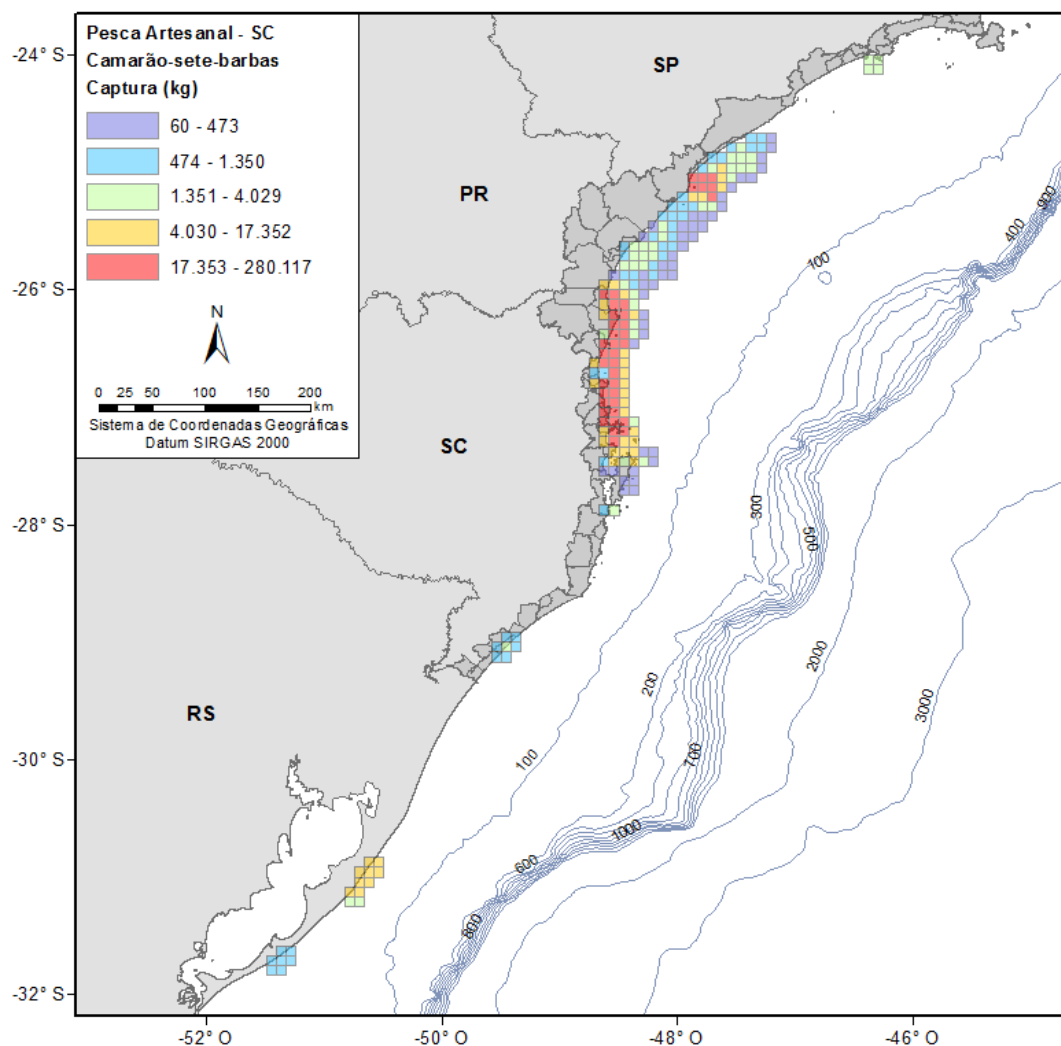 Pesca Artesanal - SC
Camarão-sete-barbas
Captura (kg)
60 - 473
474 - 1.350
1.351 - 4.029
4.030 - 17.352
17.353 - 280.117
N
0 25 50 100 150 200
km
Sistema de Coordenadas Geográficas
Datum SIRGAS 2000
SP
PR
SC
RS
-24° S
-26° S
-28° S
-30° S
-32° S
-52° O
-50° O
-48° O
-46° O
900
400
100
300
500
200
2000
3000
700
100
1000
600
800